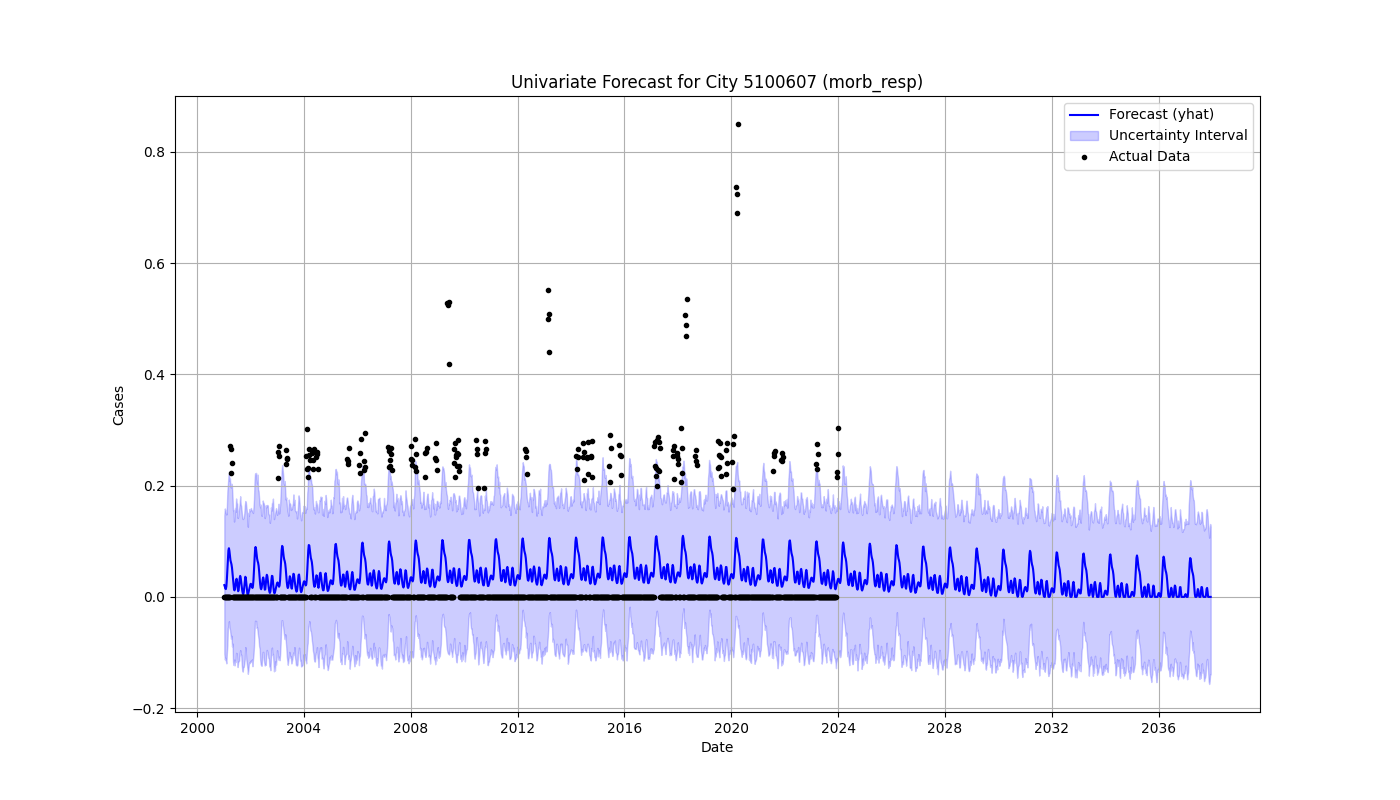 Univariate Forecast for City 5100607 (morb_resp)
Forecast (yhat)
Uncertainty Interval
Actual Data
Cases
0.8
0.6
0.4
0.2
0.0
−0.2
2000 2004 2008 2012 2016 2020 2024 2028 2032 2036
Date